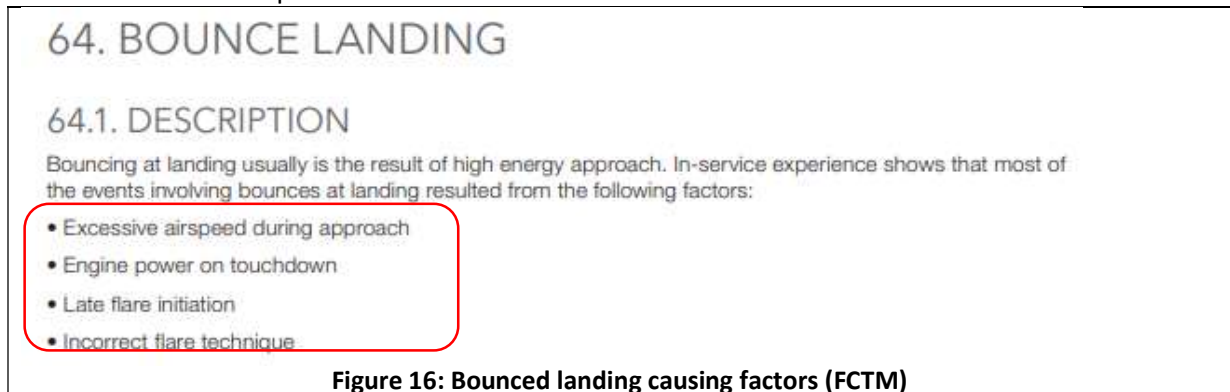 64. BOUNCE LANDING
64.1. DESCRIPTION
Bouncing at landing usually is the result of high energy approach. In-service experience shows that most of
the events involving bounces at landing resulted from the following factors:
• Excessive airspeed during approach
• Engine power on touchdown
• Late flare initiation
• Incorrect flare technique
Figure 16: Bounced landing causing factors (FCTM)